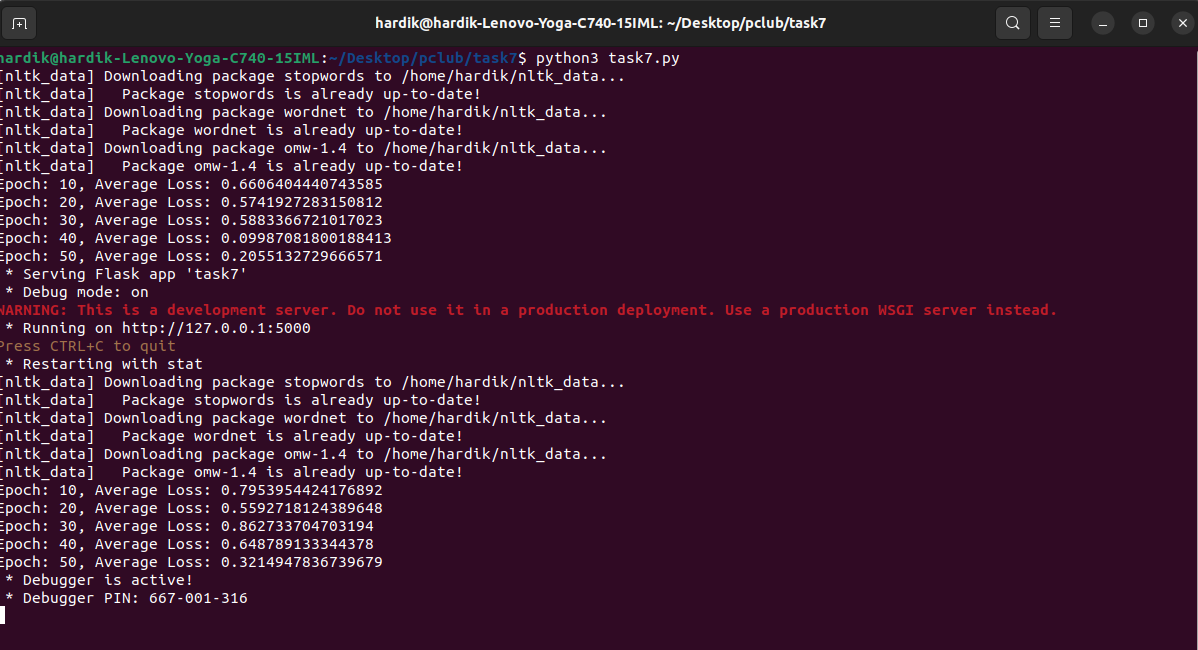 hardik@hardik-Lenovo-Yoga-C740-15IML: ~/Desktop/pclub/task7
hardik@hardik-Lenovo-Yoga-C740-15IML:~/Desktop/pclub/task7$ python3 task7.py
[nltk_data] Downloading package stopwords to /home/hardik/nltk_data...
[nltk_data]   Package stopwords is already up-to-date!
[nltk_data] Downloading package wordnet to /home/hardik/nltk_data...
[nltk_data]   Package wordnet is already up-to-date!
[nltk_data] Downloading package omw-1.4 to /home/hardik/nltk_data...
[nltk_data]   Package omw-1.4 is already up-to-date!
Epoch: 10, Average Loss: 0.6606404440743585
Epoch: 20, Average Loss: 0.5741927283150812
Epoch: 30, Average Loss: 0.5883366721017023
Epoch: 40, Average Loss: 0.09987081800188413
Epoch: 50, Average Loss: 0.2055132729666571
 * Serving Flask app 'task7'
 * Debug mode: on
WARNING: This is a development server. Do not use it in a production deployment. Use a production WSGI server instead.
 * Running on http://127.0.0.1:5000
Press CTRL+C to quit
 * Restarting with stat
[nltk_data] Downloading package stopwords to /home/hardik/nltk_data...
[nltk_data]   Package stopwords is already up-to-date!
[nltk_data] Downloading package wordnet to /home/hardik/nltk_data...
[nltk_data]   Package wordnet is already up-to-date!
[nltk_data] Downloading package omw-1.4 to /home/hardik/nltk_data...
[nltk_data]   Package omw-1.4 is already up-to-date!
Epoch: 10, Average Loss: 0.7953954424176892
Epoch: 20, Average Loss: 0.5592718124389648
Epoch: 30, Average Loss: 0.862733704703194
Epoch: 40, Average Loss: 0.648789133344378
Epoch: 50, Average Loss: 0.3214947836739679
 * Debugger is active!
 * Debugger PIN: 667-001-316